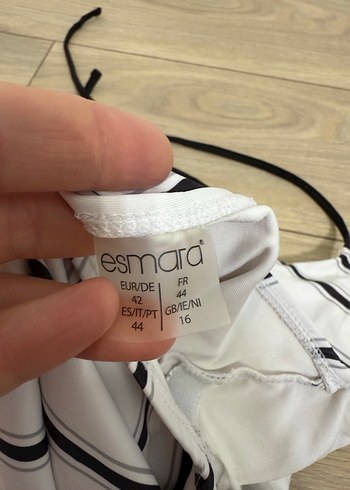 esmara®
EUR/DE FR
42 44
ES/IT/PT GB/IE/NI
44 16